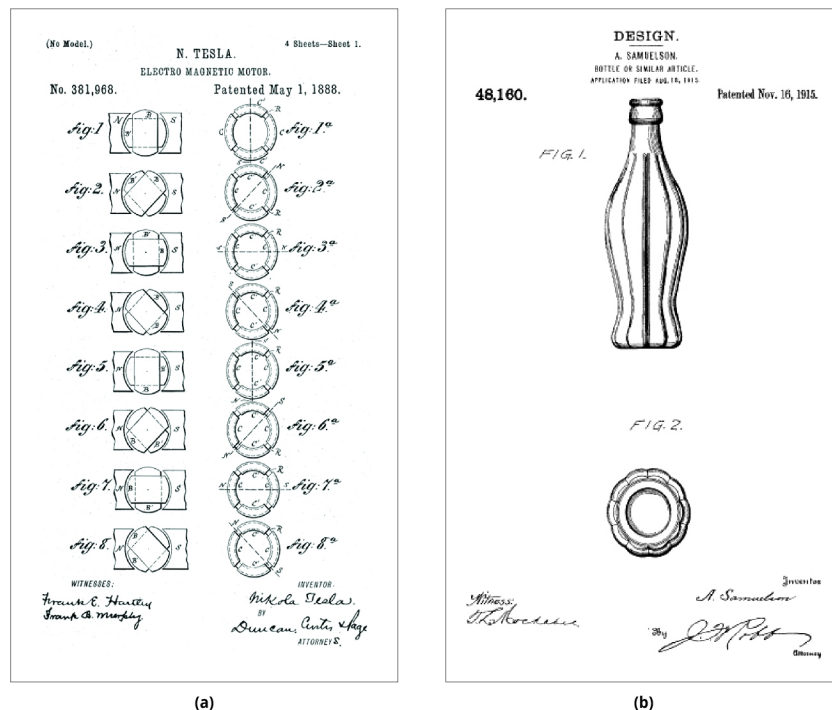 (No Model.)
4 Sheets—Sheet 1.
N. TESLA.
ELECTRO MAGNETIC MOTOR.
No. 381,968.
Patented May 1, 1888.
Fig:1
N B S
Fig:1ª
C' R C C
Fig:2.
N B' B S
Fig:2ª
N C C C' R S
Fig:3.
N B' B S
Fig:3ª
S C C C' N
Fig:4.
N B B' S
Fig:4ª
S R C C C' N
Fig:5.
N B' B S
Fig:5ª
R C C C' N
Fig:6.
N B B' S
Fig:6ª
S C C C' R N
Fig:7.
N B B' S
Fig:7ª
R N C C C' S
Fig:8.
N B B' S
Fig:8ª
N R C C C' S
WITNESSES:
Frank E. Hartley
Frank B. Murphy
INVENTOR.
Nikola Tesla.
BY
Duncan, Curtis & Page
ATTORNEYS.
(a)
DESIGN.
A. SAMUELSON.
BOTTLE OR SIMILAR ARTICLE.
APPLICATION FILED AUG. 18, 1915.
48,160.
Patented Nov. 16, 1915.
FIG. 1.
FIG. 2.
Witness:
Inventor
A. Samuelson
By
J. W. Robb
Attorney
(b)